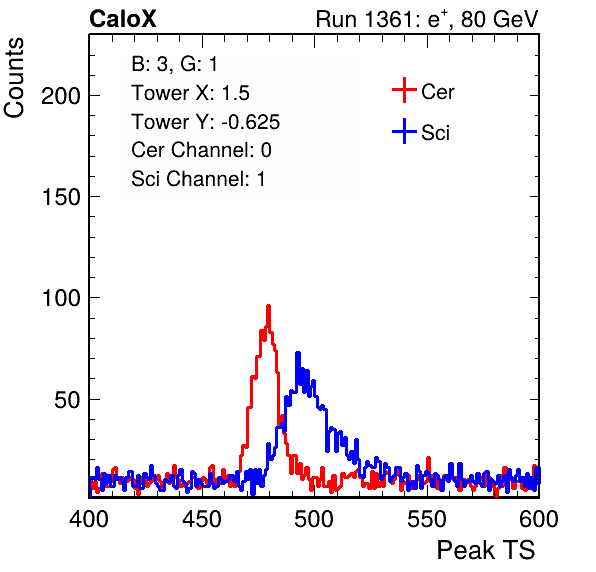 CaloX Run 1361: e⁺, 80 GeV
Counts
B: 3, G: 1
Tower X: 1.5
Tower Y: -0.625
Cer Channel: 0
Sci Channel: 1
Cer
Sci
200
150
100
50
400 450 500 550 600
Peak TS